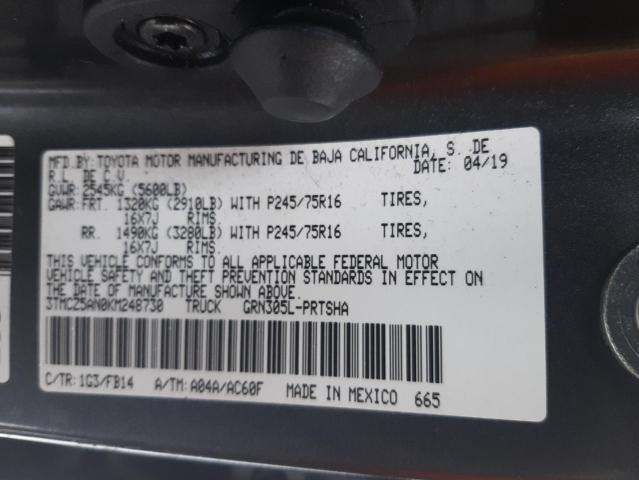 MFD BY: TOYOTA MOTOR MANUFACTURING DE BAJA CALIFORNIA, S. DE
R.L. DE C.V. DATE: 04/19
GVWR: 2545KG (5600LB)
GAWR: FRT. 1320KG (2910LB) WITH P245/75R16 TIRES,
16X7J RIMS.
RR. 1490KG (3280LB) WITH P245/75R16 TIRES,
16X7J RIMS.
THIS VEHICLE CONFORMS TO ALL APPLICABLE FEDERAL MOTOR
VEHICLE SAFETY AND THEFT PREVENTION STANDARDS IN EFFECT ON
THE DATE OF MANUFACTURE SHOWN ABOVE.
3TMCZ5AN0KM248730 TRUCK GRN305L-PRTSHA
C/TR: 1G3/FB14 A/TM: A04A/AC60F MADE IN MEXICO 665